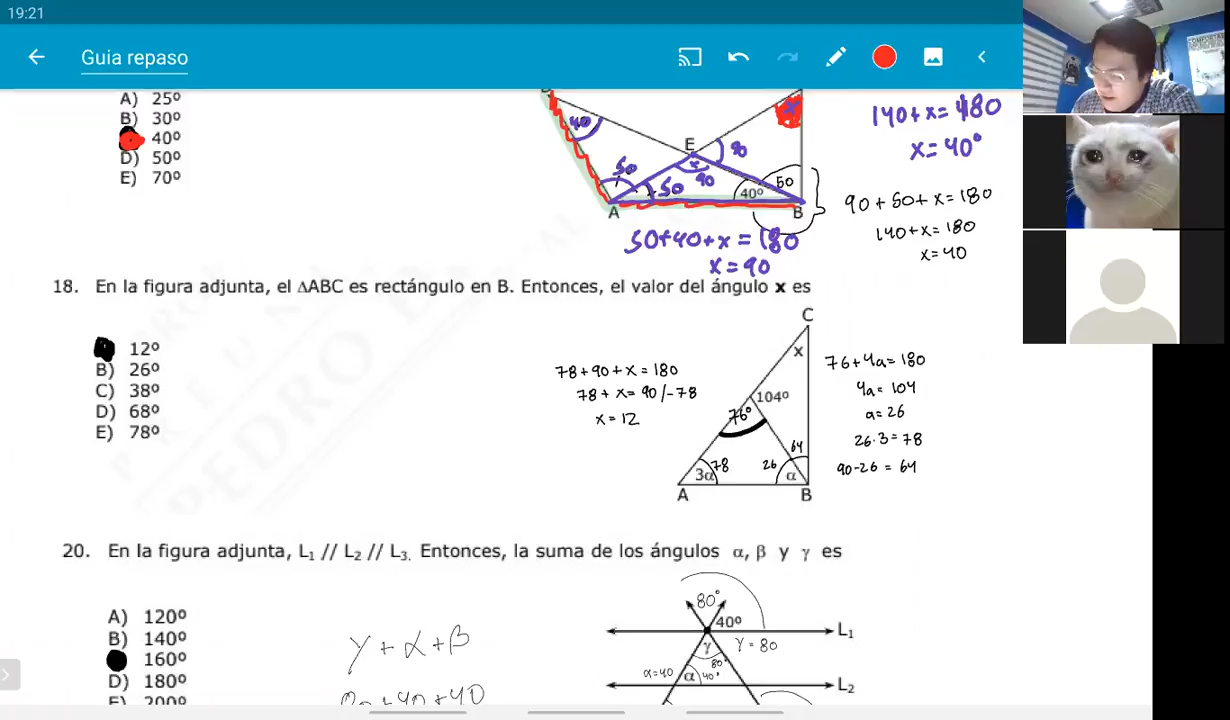 19:21
Guia repaso
A) 25º
B) 30º
40º
D) 50º
E) 70º
40
50
50
E
x
90
90
40º
50
A
B
x
140+x=180
x=40°
90+50+x=180
140+x=180
x=40
50+40+x=180
x=90
18. En la figura adjunta, el ΔABC es rectángulo en B. Entonces, el valor del ángulo x es
12º
B) 26º
C) 38º
D) 68º
E) 78º
78+90+x=180
78+x=90/-78
x=12
C
x
104º
76°
64
78
26
3α
α
A
B
76+4a=180
4a=104
a=26
26·3=78
90-26=64
20. En la figura adjunta, L₁ // L₂ // L₃. Entonces, la suma de los ángulos α, β y γ es
A) 120º
B) 140º
160º
D) 180º
E) 200º
γ+α+β
80+40+40
80°
40º
L₁
γ
γ=80
80°
α=40
α
40°
L₂